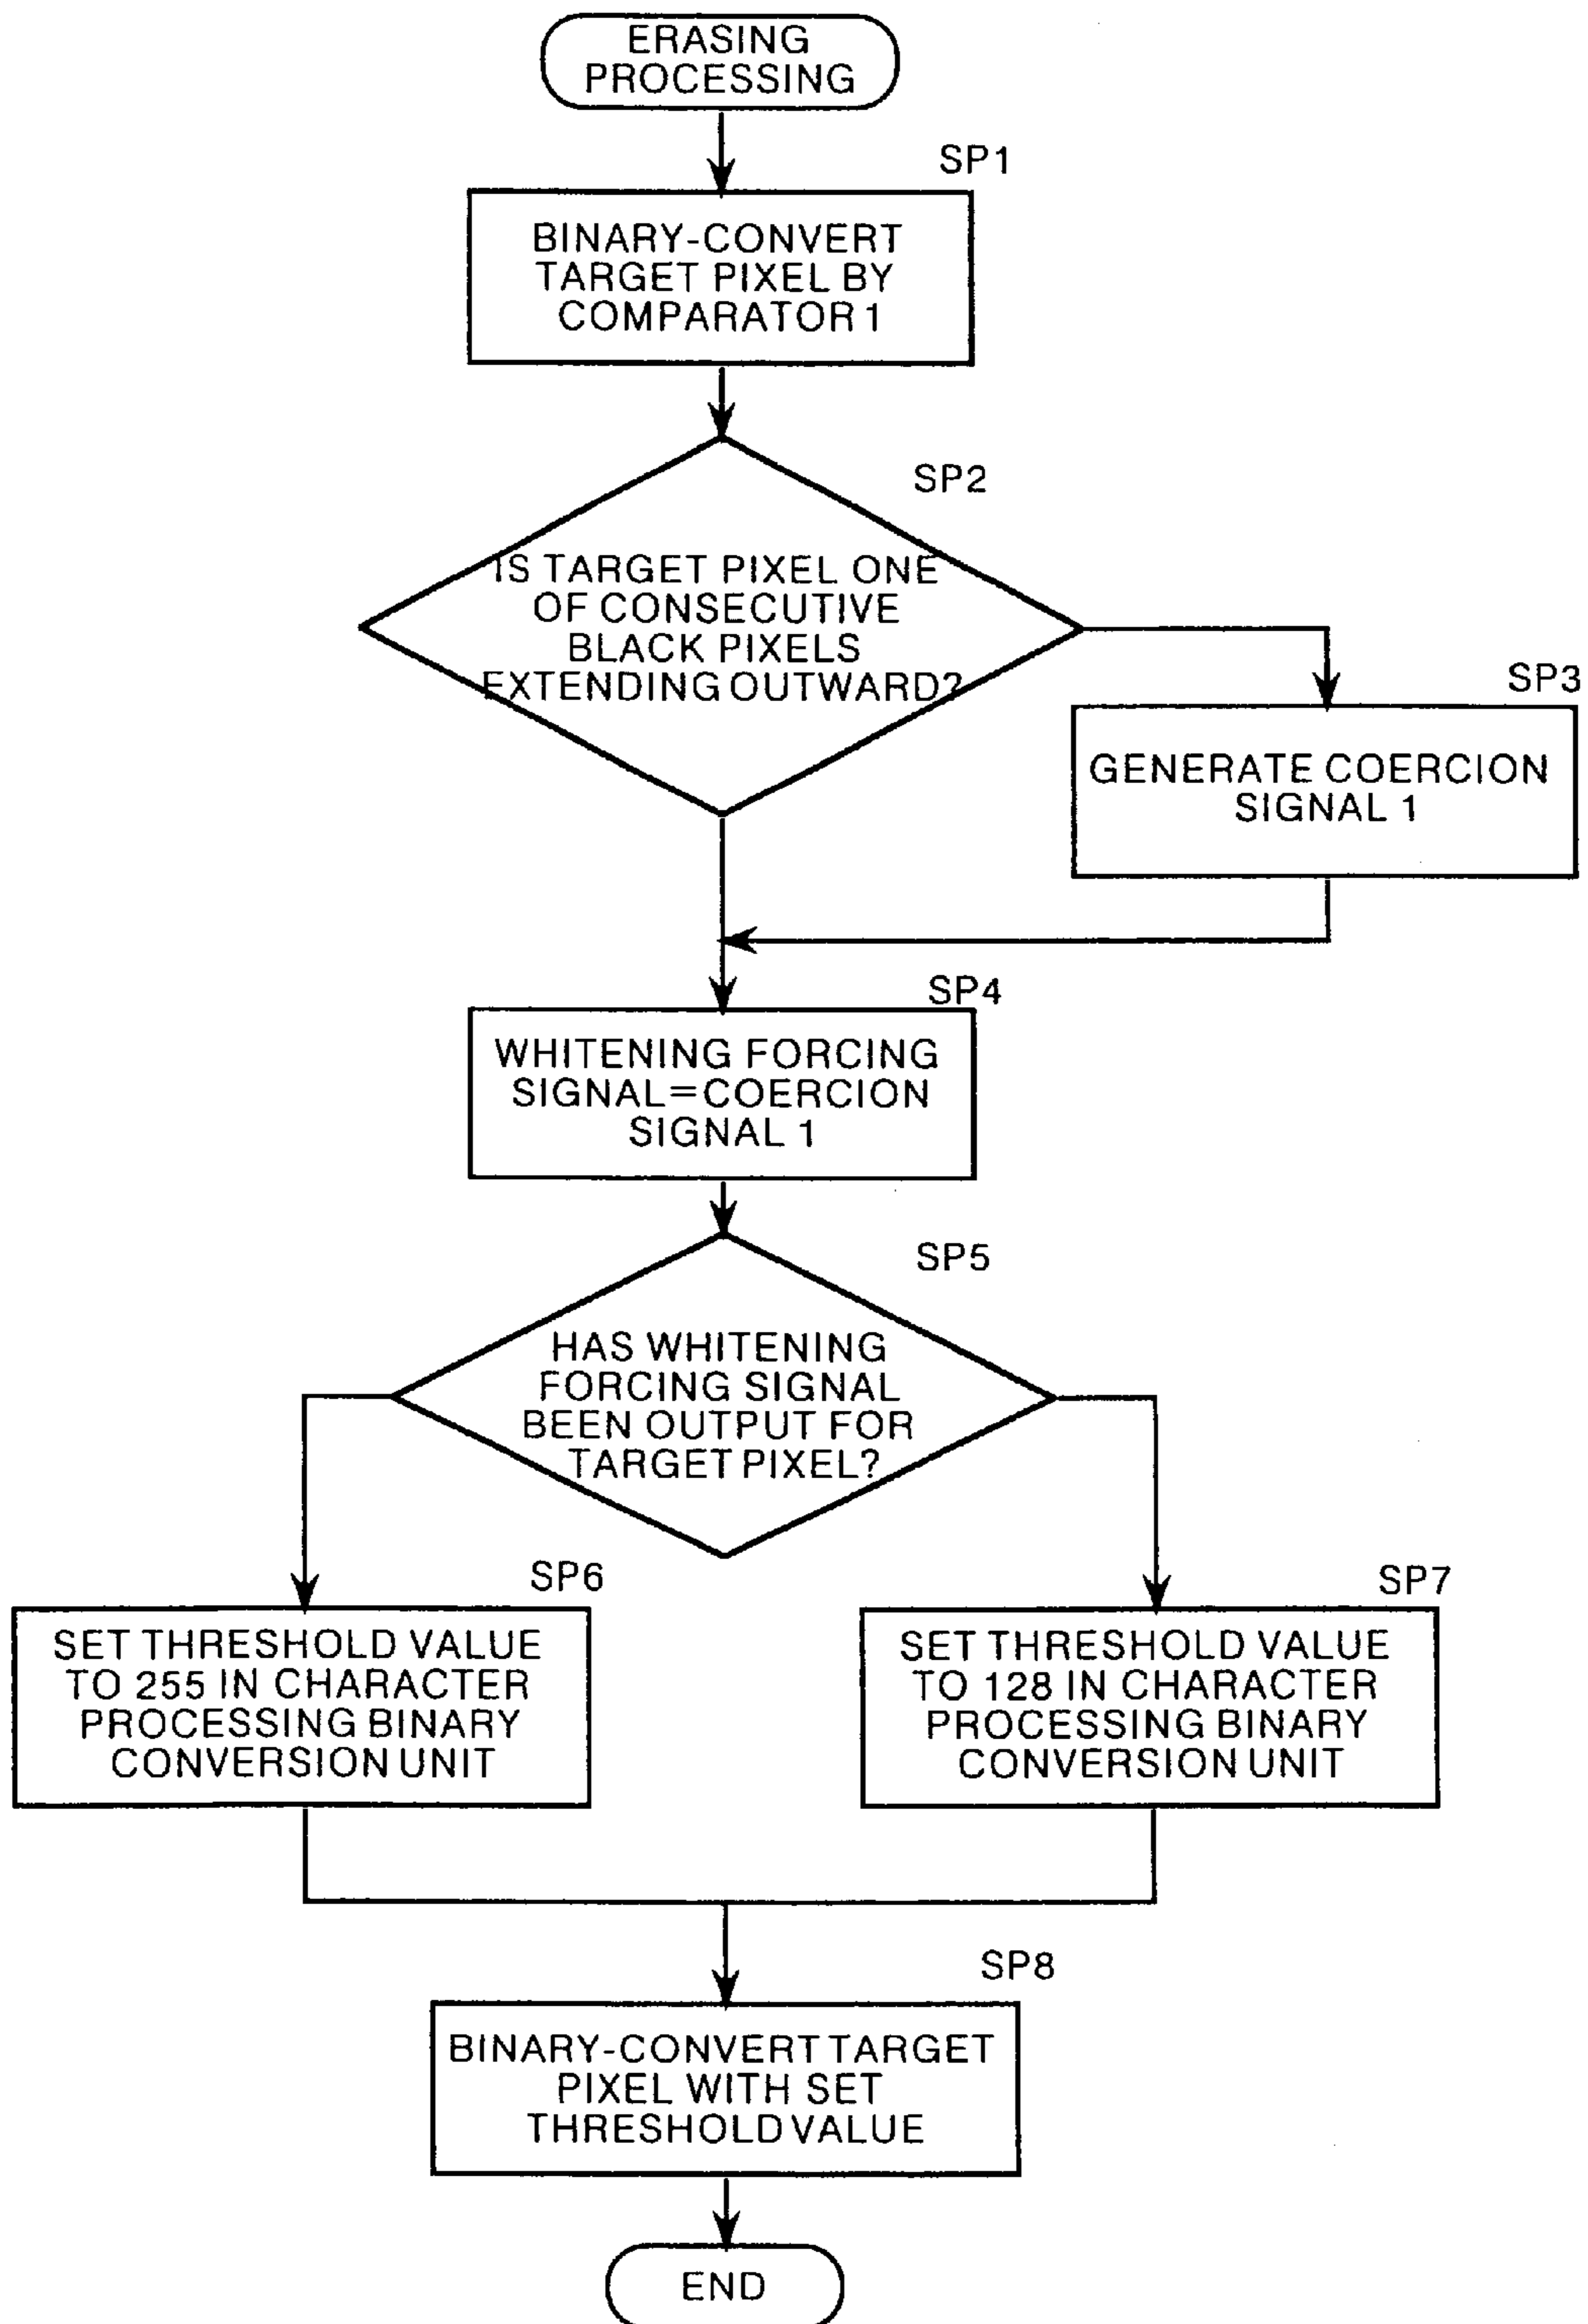 ERASING
PROCESSING
SP1
BINARY-CONVERT
TARGET PIXEL BY
COMPARATOR 1
SP2
IS TARGET PIXEL ONE
OF CONSECUTIVE
BLACK PIXELS
EXTENDING OUTWARD?
SP3
GENERATE COERCION
SIGNAL 1
SP4
WHITENING FORCING
SIGNAL=COERCION
SIGNAL 1
SP5
HAS WHITENING
FORCING SIGNAL
BEEN OUTPUT FOR
TARGET PIXEL?
SP6
SET THRESHOLD VALUE
TO 255 IN CHARACTER
PROCESSING BINARY
CONVERSION UNIT
SP7
SET THRESHOLD VALUE
TO 128 IN CHARACTER
PROCESSING BINARY
CONVERSION UNIT
SP8
BINARY-CONVERT TARGET
PIXEL WITH SET
THRESHOLD VALUE
END